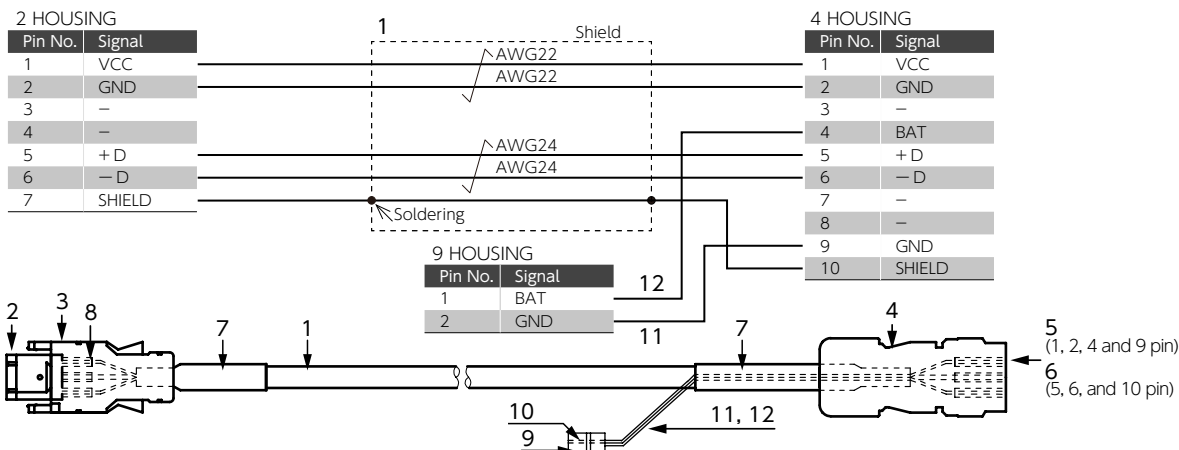 2 HOUSING
Pin No. Signal
1 VCC
2 GND
3 −
4 −
5 +D
6 −D
7 SHIELD
1
Shield
AWG22
AWG22
AWG24
AWG24
Soldering
4 HOUSING
Pin No. Signal
1 VCC
2 GND
3 −
4 BAT
5 +D
6 −D
7 −
8 −
9 GND
10 SHIELD
9 HOUSING
Pin No. Signal
1 BAT
2 GND
12
11
2
3
8
7
1
7
4
5
(1, 2, 4 and 9 pin)
6
(5, 6, and 10 pin)
10
9
11, 12